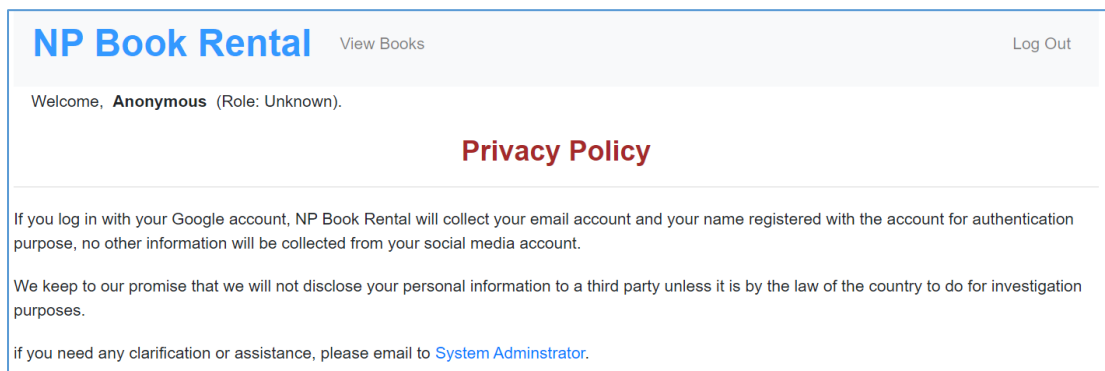 NP Book Rental View Books Log Out
Welcome, Anonymous (Role: Unknown).
Privacy Policy
If you log in with your Google account, NP Book Rental will collect your email account and your name registered with the account for authentication
purpose, no other information will be collected from your social media account.
We keep to our promise that we will not disclose your personal information to a third party unless it is by the law of the country to do for investigation
purposes.
if you need any clarification or assistance, please email to System Adminstrator.